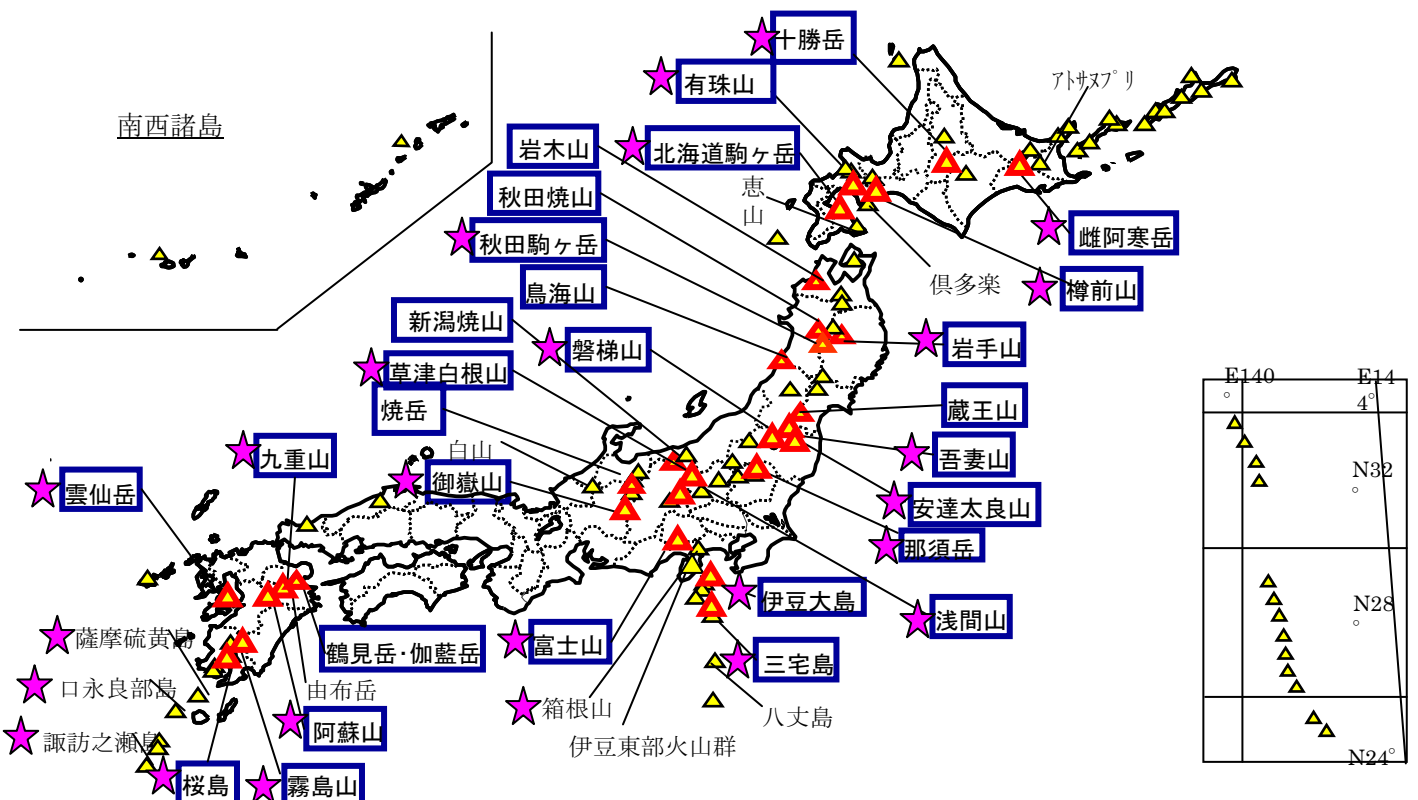 十勝岳
有珠山
アトサヌプリ
南西諸島
岩木山
北海道駒ヶ岳
恵
山
秋田焼山
秋田駒ヶ岳
雌阿寒岳
倶多楽
樽前山
鳥海山
新潟焼山
磐梯山
岩手山
草津白根山
焼岳
蔵王山
E140
°
E14
4°
白山
九重山
御嶽山
吾妻山
雲仙岳
N32
°
安達太良山
那須岳
伊豆大島
浅間山
N28
°
薩摩硫黄島
富士山
鶴見岳・伽藍岳
三宅島
口永良部島
由布岳
箱根山
八丈島
阿蘇山
諏訪之瀬島
伊豆東部火山群
N24°
桜島
霧島山